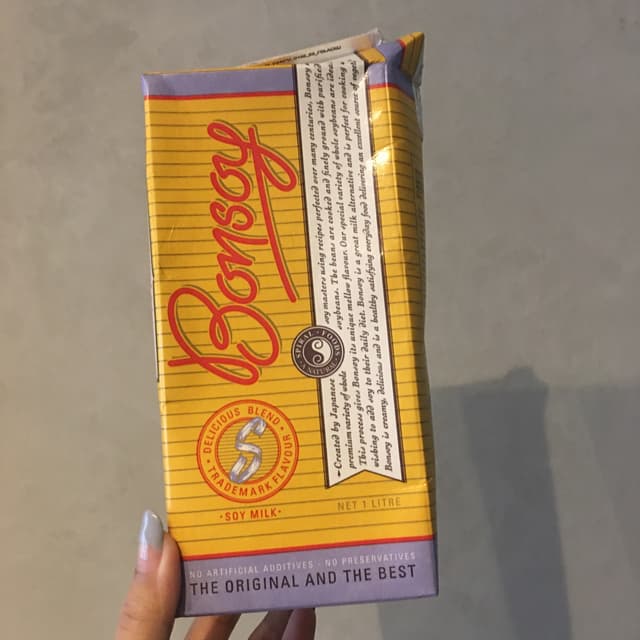 Bonsoy
Created by Japanese soy masters using recipes perfected over many centuries, Bonsoy
premium variety of whole soybeans. The beans are cooked and finely ground with purified
This process gives Bonsoy its unique mellow flavour. Our special variety of whole soybeans are ideal
wishing to add soy to their daily diet. Bonsoy is a great milk alternative and is perfect for cooking
Bonsoy is creamy, delicious and is a healthy satisfying everyday food delivering an excellent source of
SPIRAL · FOODS
NATURAL
DELICIOUS BLEND
S
TRADEMARK FLAVOUR
·SOY MILK·
NET 1 LITRE
NO ARTIFICIAL ADDITIVES · NO PRESERVATIVES
THE ORIGINAL AND THE BEST